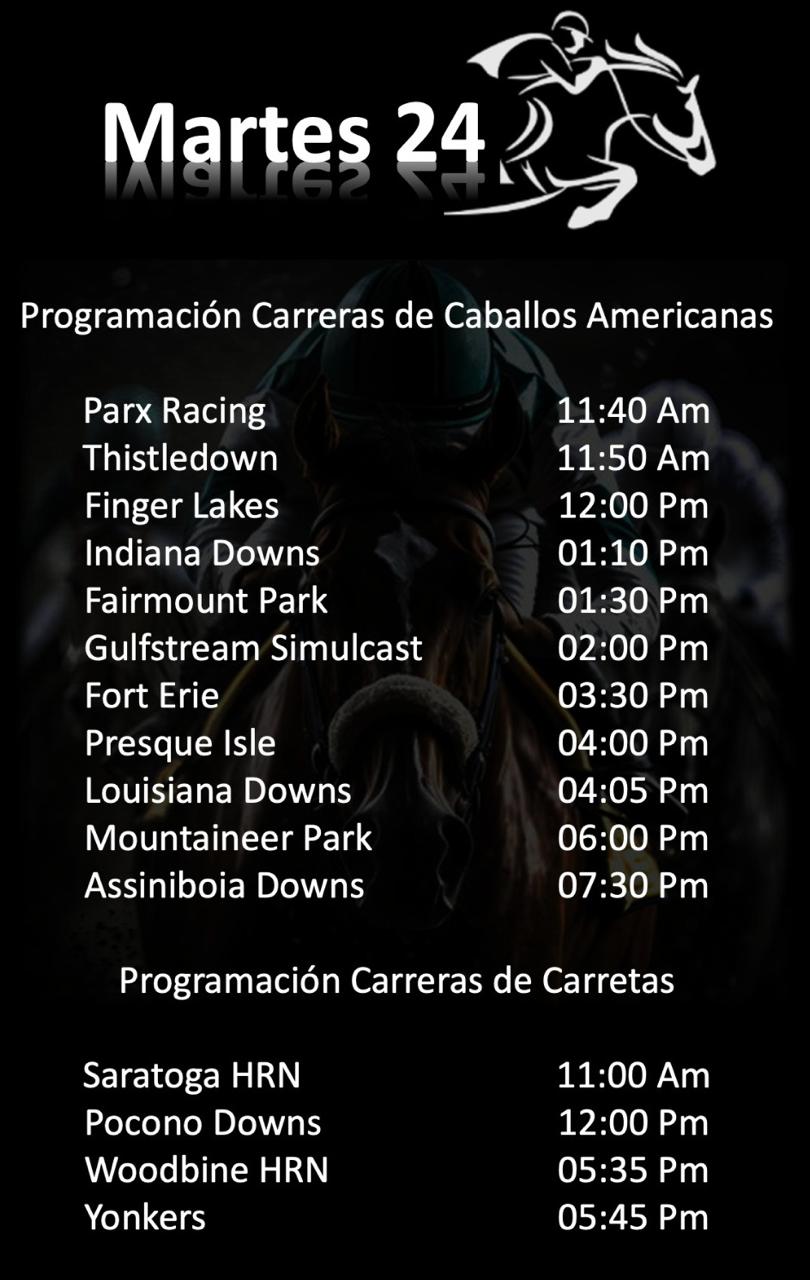 Martes 24
Programación Carreras de Caballos Americanas
Parx Racing 11:40 Am
Thistledown 11:50 Am
Finger Lakes 12:00 Pm
Indiana Downs 01:10 Pm
Fairmount Park 01:30 Pm
Gulfstream Simulcast 02:00 Pm
Fort Erie 03:30 Pm
Presque Isle 04:00 Pm
Louisiana Downs 04:05 Pm
Mountaineer Park 06:00 Pm
Assiniboia Downs 07:30 Pm
Programación Carreras de Carretas
Saratoga HRN 11:00 Am
Pocono Downs 12:00 Pm
Woodbine HRN 05:35 Pm
Yonkers 05:45 Pm